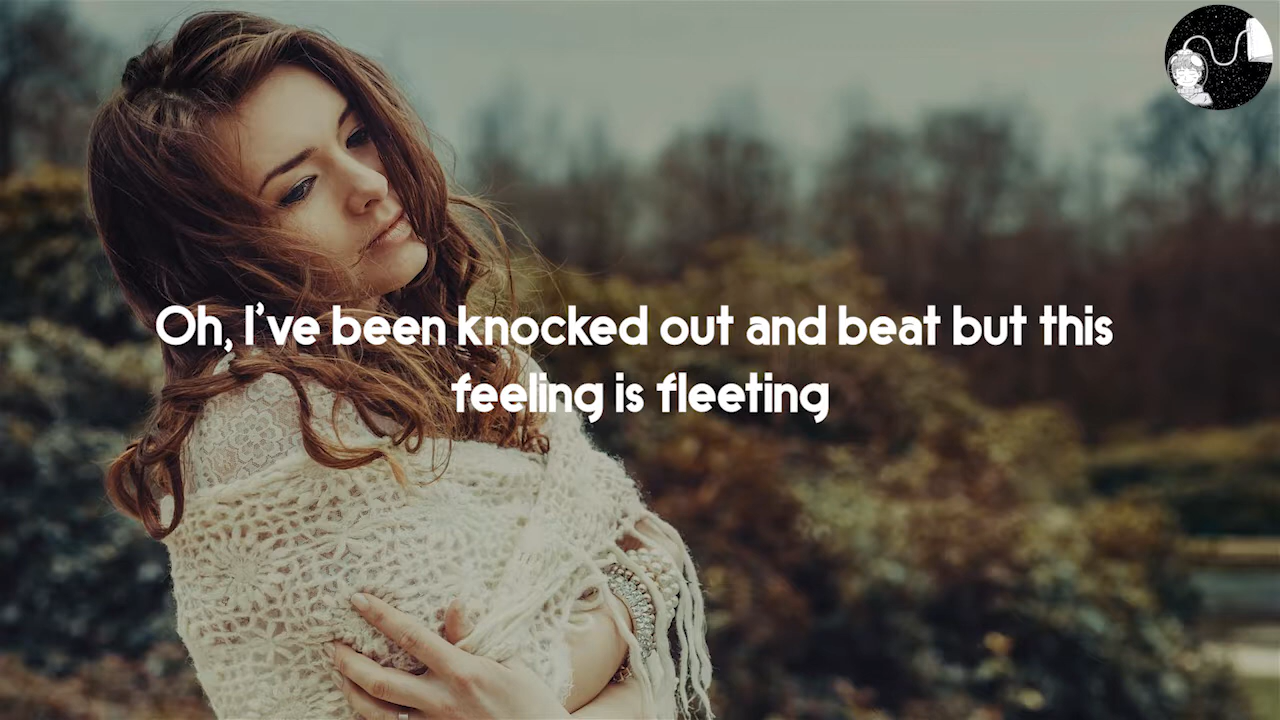 Oh, I've been knocked out and beat but this
feeling is fleeting